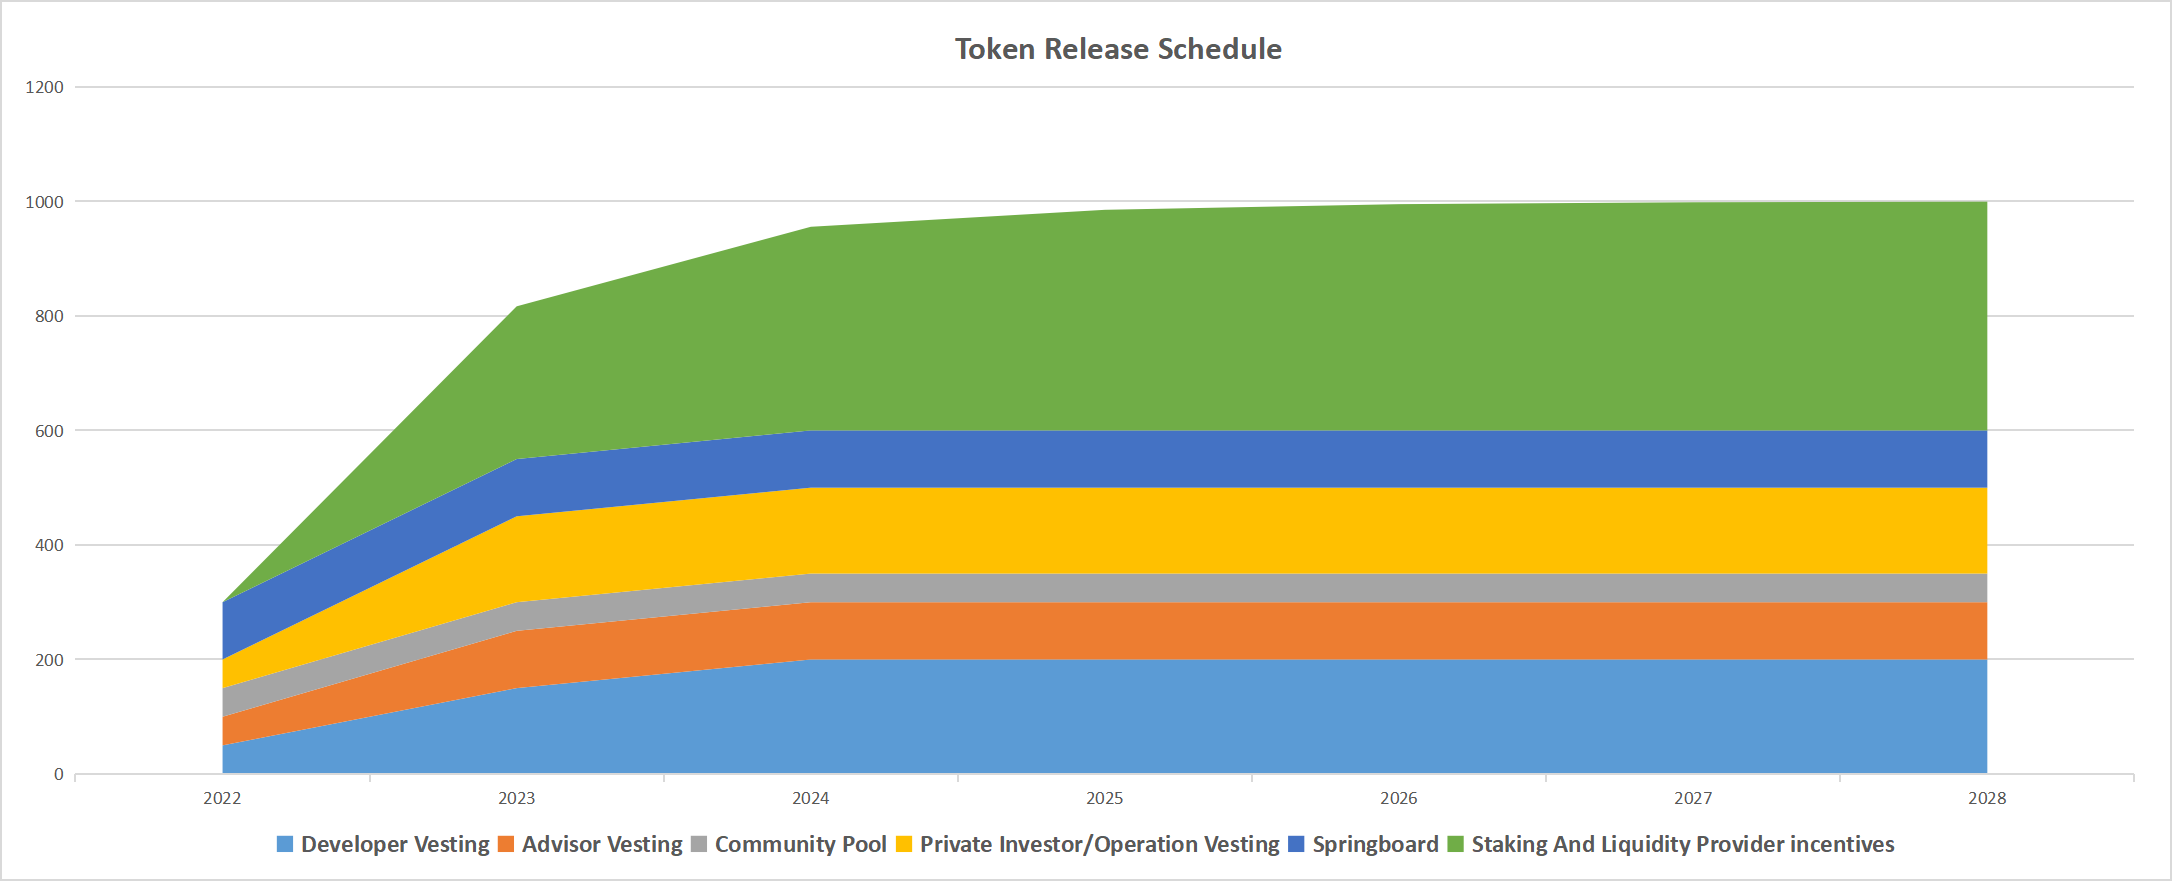 Token Release Schedule
1200
1000
800
600
400
200
0
2022 2023 2024 2025 2026 2027 2028
Developer Vesting Advisor Vesting Community Pool Private Investor/Operation Vesting Springboard Staking And Liquidity Provider incentives